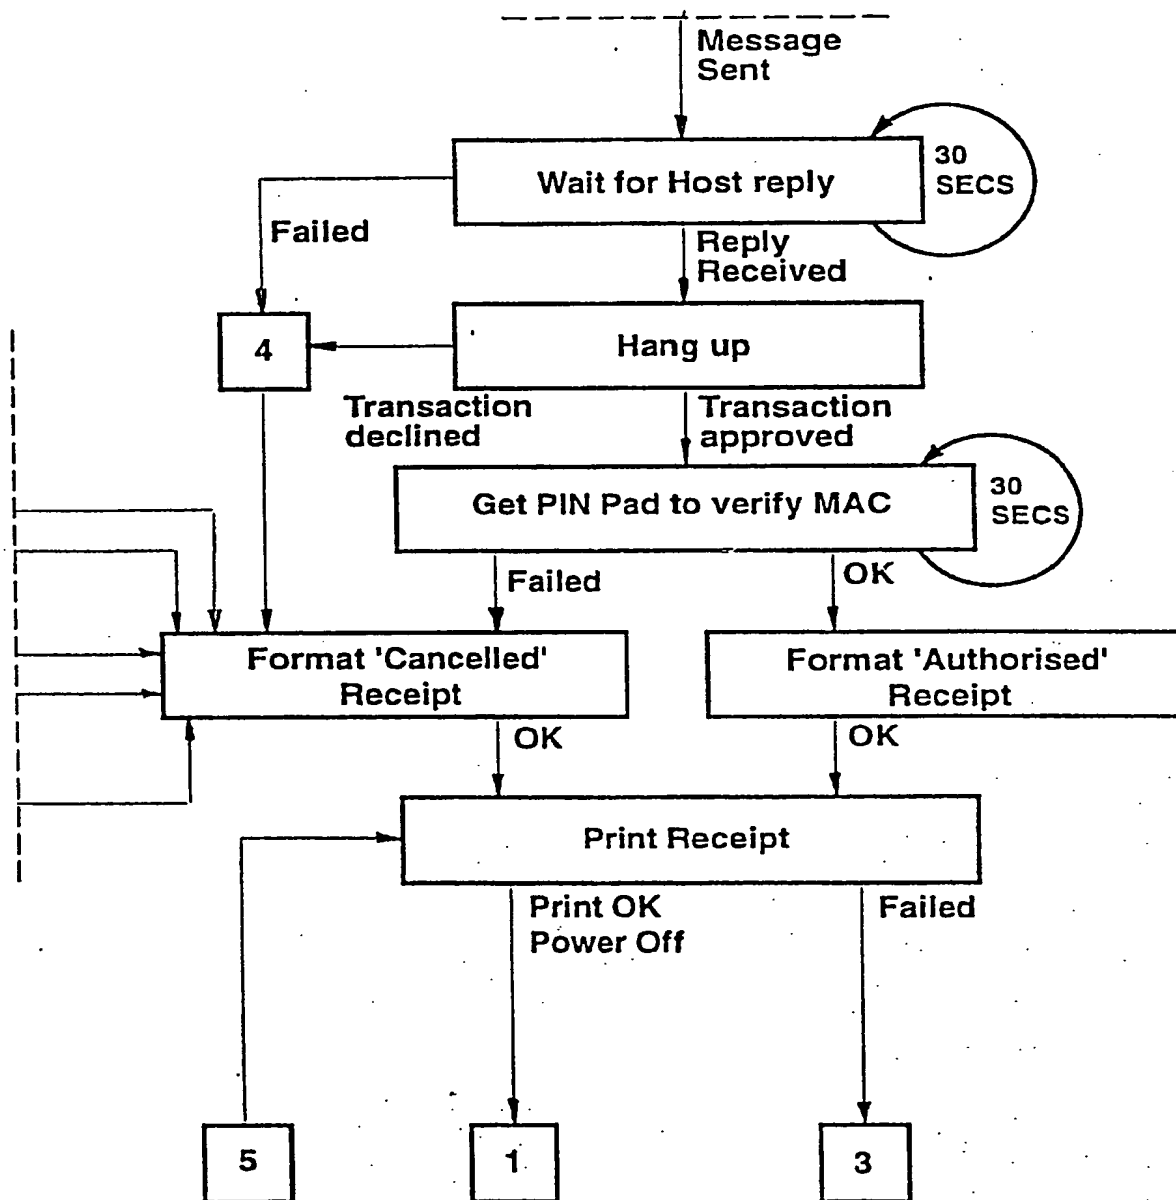 Message
Sent
Wait for Host reply
30
SECS
Failed
Reply
Received
4
Hang up
Transaction
declined
Transaction
approved
Get PIN Pad to verify MAC
30
SECS
Failed
OK
Format 'Cancelled'
Receipt
Format 'Authorised'
Receipt
OK
OK
Print Receipt
Print OK
Power Off
Failed
5
1
3